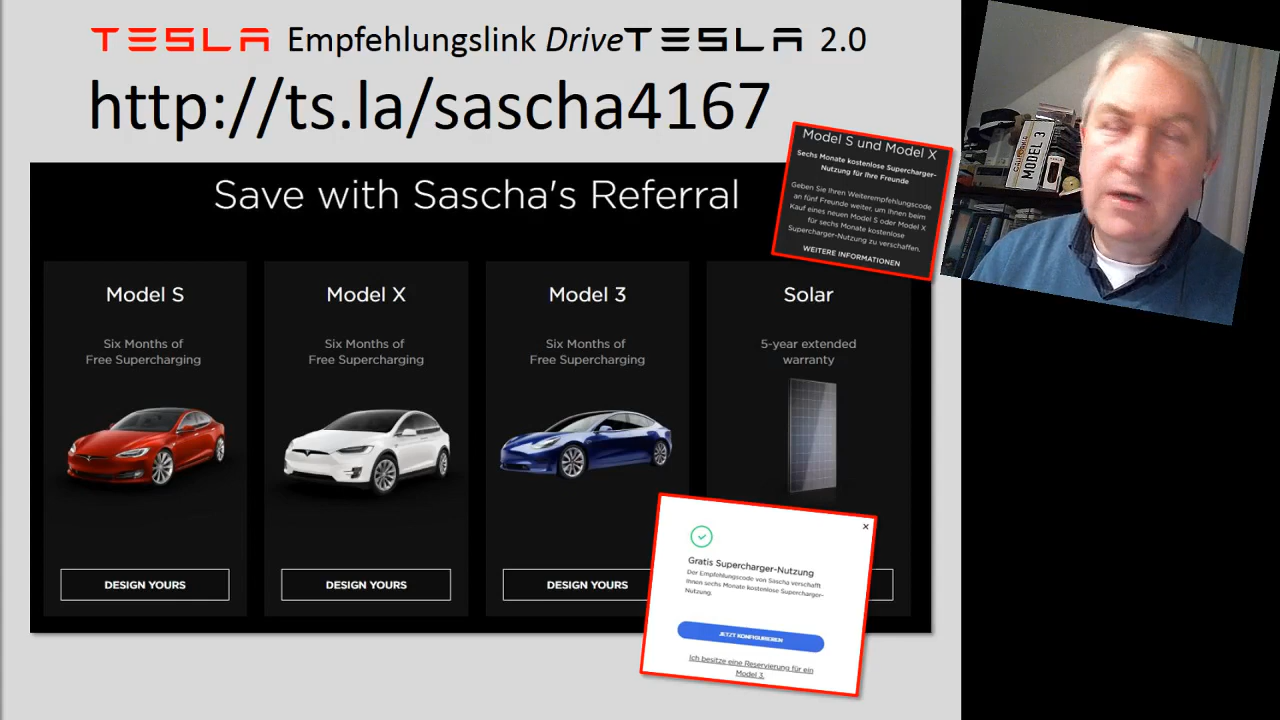 TESLA Empfehlungslink DriveTESLA 2.0
http://ts.la/sascha4167
Save with Sascha's Referral
Model S und Model X
Sechs Monate kostenlose Supercharger-
Nutzung für Ihre Freunde
Geben Sie Ihren Weiterempfehlungscode
an fünf Freunde weiter, um Ihnen beim
Kauf eines neuen Model S oder Model X
für sechs Monate kostenlose
Supercharger-Nutzung zu verschaffen.
WEITERE INFORMATIONEN
CALIFORNIA
MODEL 3
Model S
Six Months of
Free Supercharging
DESIGN YOURS
Model X
Six Months of
Free Supercharging
DESIGN YOURS
Model 3
Six Months of
Free Supercharging
DESIGN YOURS
Solar
5-year extended
warranty
Gratis Supercharger-Nutzung
Der Empfehlungscode von Sascha verschafft
Ihnen sechs Monate kostenlose Supercharger-
Nutzung.
JETZT KONFIGURIEREN
Ich besitze eine Reservierung für ein
Model 3.